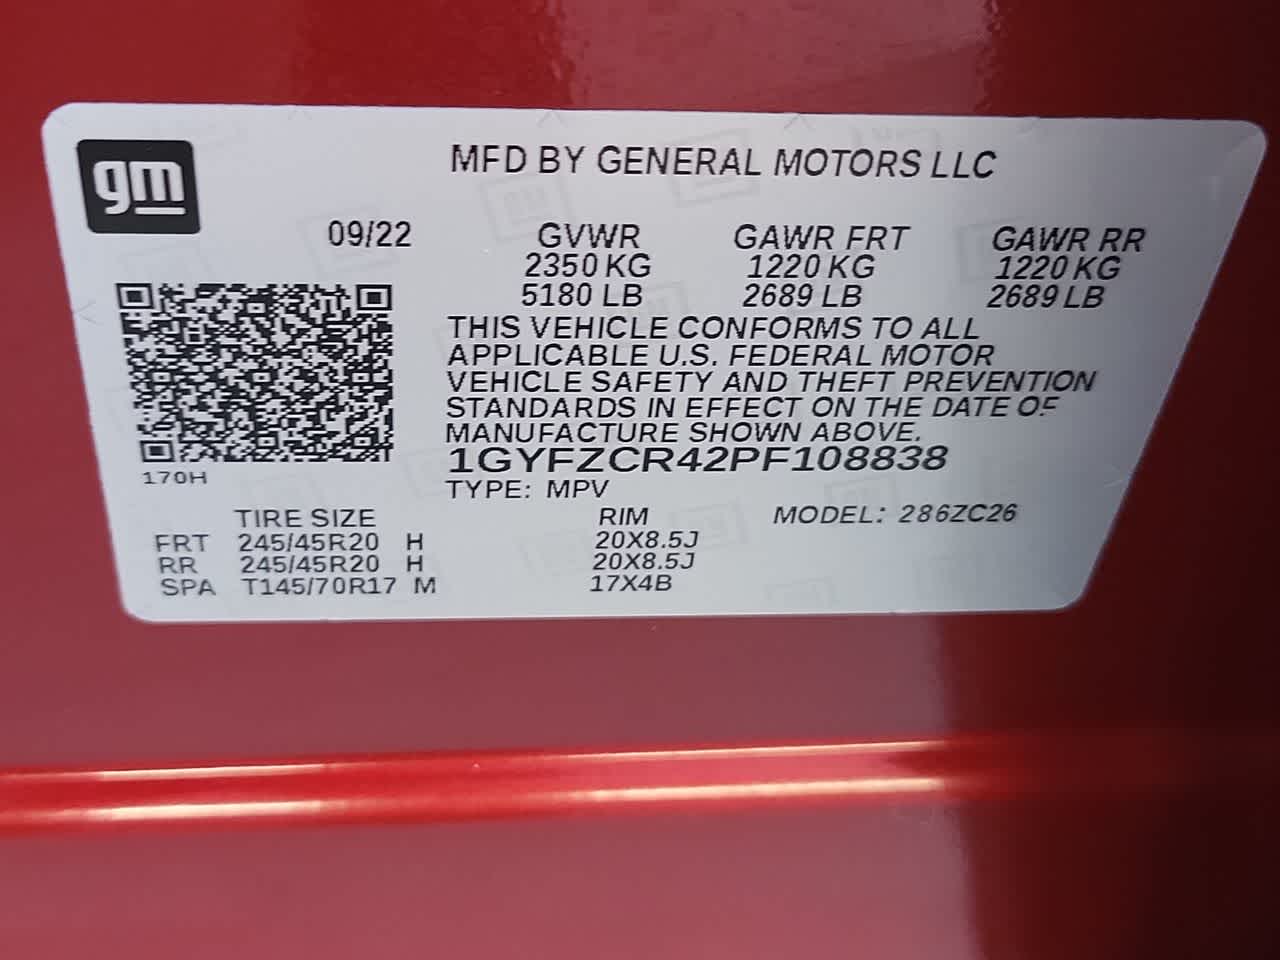 gm
MFD BY GENERAL MOTORS LLC
09/22 GVWR GAWR FRT GAWR RR
2350 KG 1220 KG 1220 KG
5180 LB 2689 LB 2689 LB
THIS VEHICLE CONFORMS TO ALL
APPLICABLE U.S. FEDERAL MOTOR
VEHICLE SAFETY AND THEFT PREVENTION
STANDARDS IN EFFECT ON THE DATE OF
MANUFACTURE SHOWN ABOVE.
1GYFZCR42PF108838
170H
TYPE: MPV
TIRE SIZE RIM MODEL: 286ZC26
FRT 245/45R20 H 20X8.5J
RR 245/45R20 H 20X8.5J
SPA T145/70R17 M 17X4B